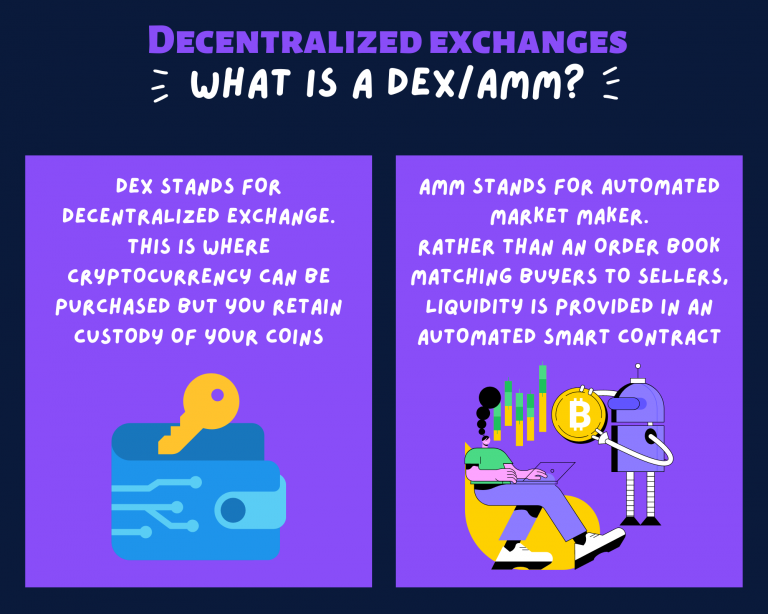 Decentralized exchanges
WHAT IS A DEX/AMM?
DEX STANDS FOR
DECENTRALIZED EXCHANGE.
THIS IS WHERE
CRYPTOCURRENCY CAN BE
PURCHASED BUT YOU RETAIN
CUSTODY OF YOUR COINS
AMM STANDS FOR AUTOMATED
MARKET MAKER.
RATHER THAN AN ORDER BOOK
MATCHING BUYERS TO SELLERS,
LIQUIDITY IS PROVIDED IN AN
AUTOMATED SMART CONTRACT